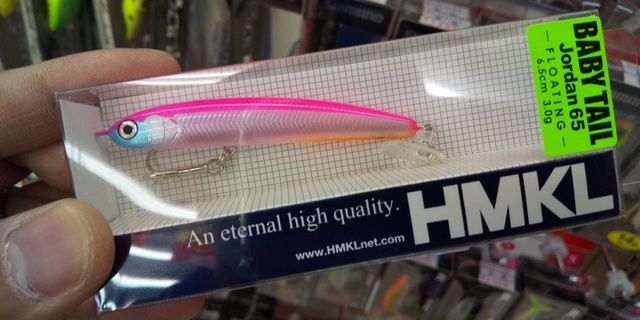 BABY TAIL
Jordan 65
— FLOATING —
6.5cm 3.0g
An eternal high quality.
HMKL
www.HMKLnet.com